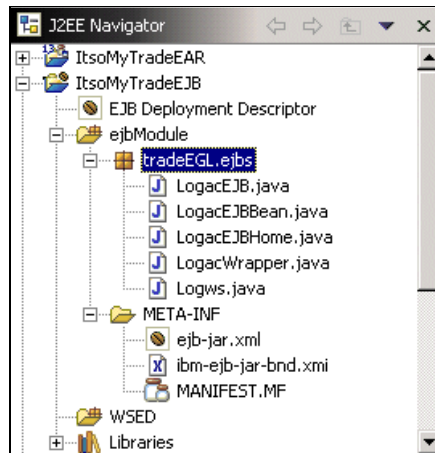 J2EE Navigator
ItsoMyTradeEAR
ItsoMyTradeEJB
EJB Deployment Descriptor
ejbModule
tradeEGL.ejbs
LogacEJB.java
LogacEJBBean.java
LogacEJBHome.java
LogacWrapper.java
Logws.java
META-INF
ejb-jar.xml
ibm-ejb-jar-bnd.xmi
MANIFEST.MF
WSED
Libraries